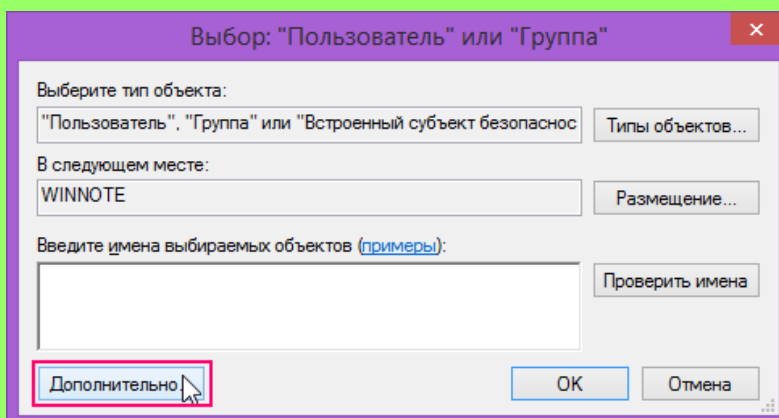 Выбор: "Пользователь" или "Группа"
Выберите тип объекта:
"Пользователь", "Группа" или "Встроенный субъект безопаснос
Типы объектов...
В следующем месте:
WINNOTE
Размещение...
Введите имена выбираемых объектов (примеры):
Проверить имена
Дополнительно...
ОК
Отмена